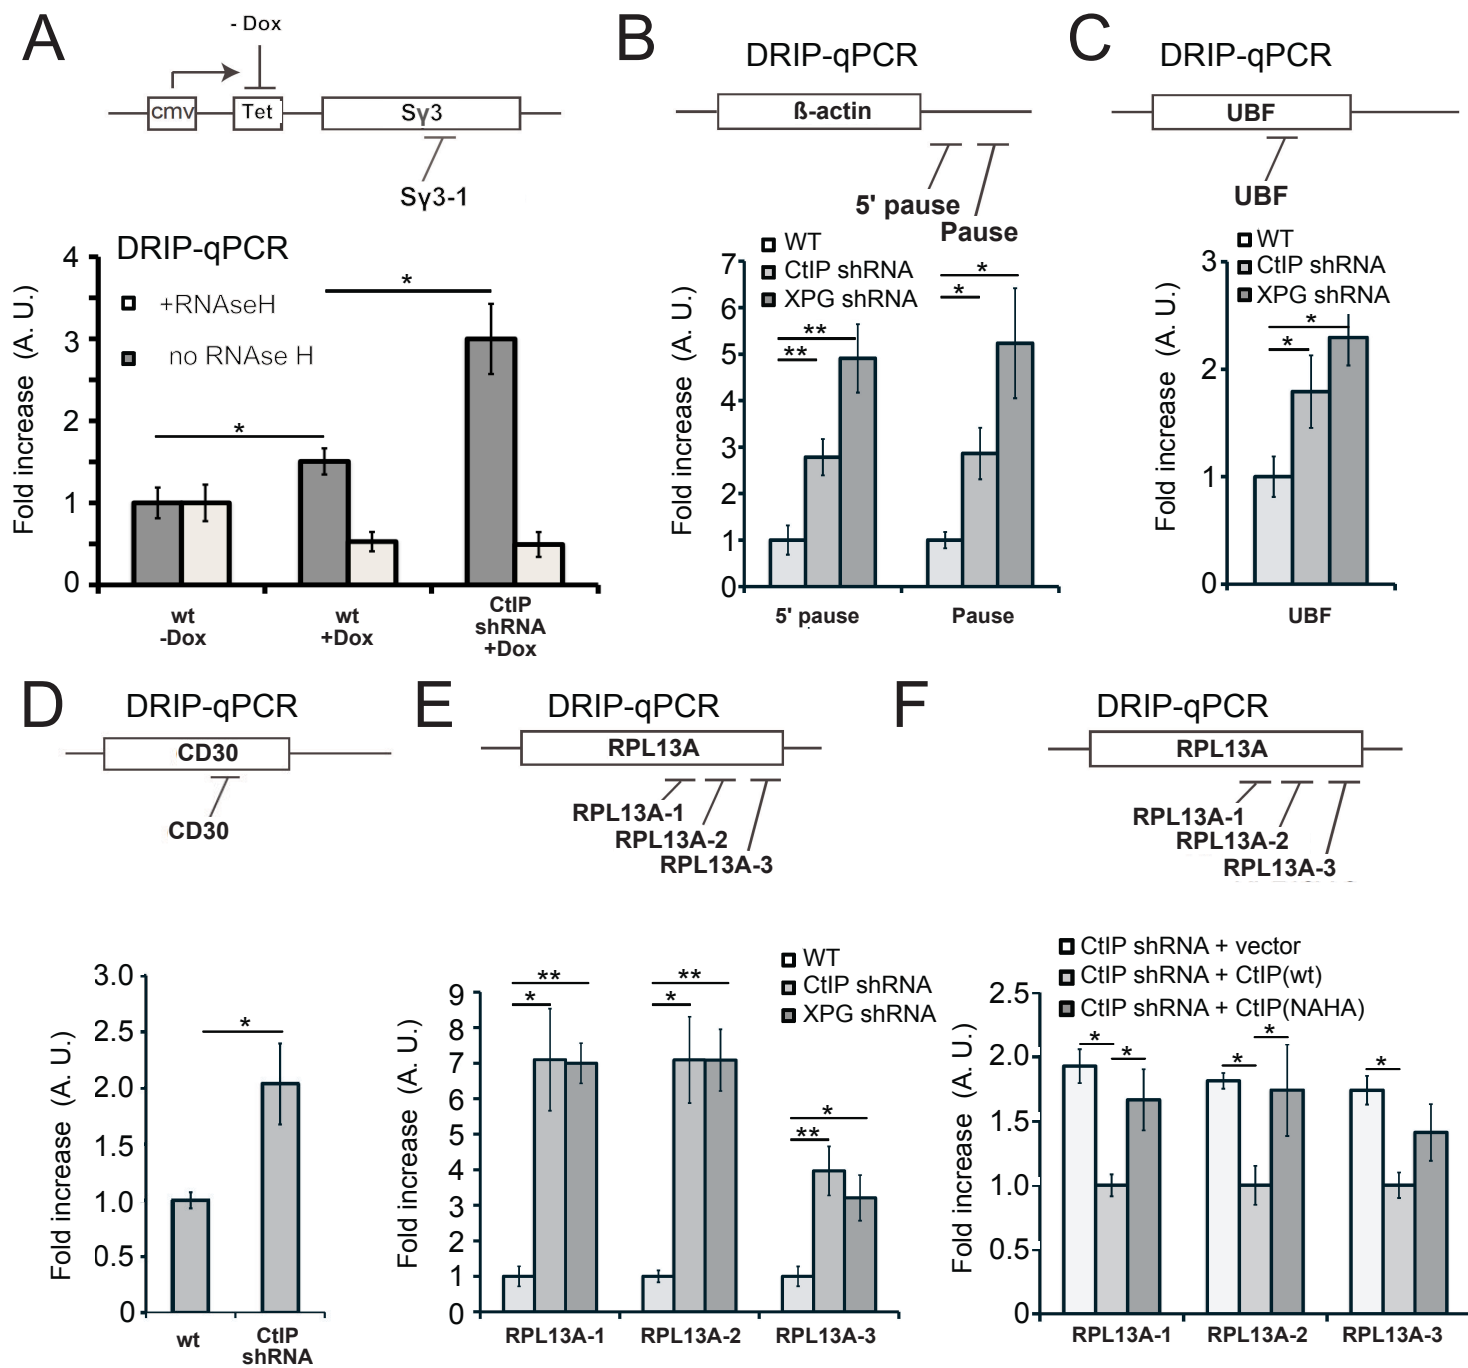 A
- Dox
cmv
Tet
Sγ3
Sγ3-1
DRIP-qPCR
+RNAseH
no RNAse H
Fold increase (A. U.)
4
3
2
1
0
*
*
wt
-Dox
wt
+Dox
CtIP
shRNA
+Dox
B
DRIP-qPCR
ß-actin
5' pause
Pause
WT
CtIP shRNA
XPG shRNA
Fold increase (A. U.)
7
6
5
4
3
2
1
0
**
**
*
*
5' pause
Pause
C
DRIP-qPCR
UBF
UBF
WT
CtIP shRNA
XPG shRNA
Fold increase (A. U.)
3
2
1
0
*
*
UBF
D
DRIP-qPCR
CD30
CD30
Fold increase (A. U.)
3.0
2.5
2.0
1.5
1.0
0.5
0
*
wt
CtIP
shRNA
E
DRIP-qPCR
RPL13A
RPL13A-1
RPL13A-2
RPL13A-3
WT
CtIP shRNA
XPG shRNA
Fold increase (A. U.)
9
8
7
6
5
4
3
2
1
0
**
*
**
*
*
**
RPL13A-1
RPL13A-2
RPL13A-3
F
DRIP-qPCR
RPL13A
RPL13A-1
RPL13A-2
RPL13A-3
CtIP shRNA + vector
CtIP shRNA + CtIP(wt)
CtIP shRNA + CtIP(NAHA)
Fold increase (A. U.)
2.5
2.0
1.5
1.0
0.5
0
*
*
*
*
*
RPL13A-1
RPL13A-2
RPL13A-3